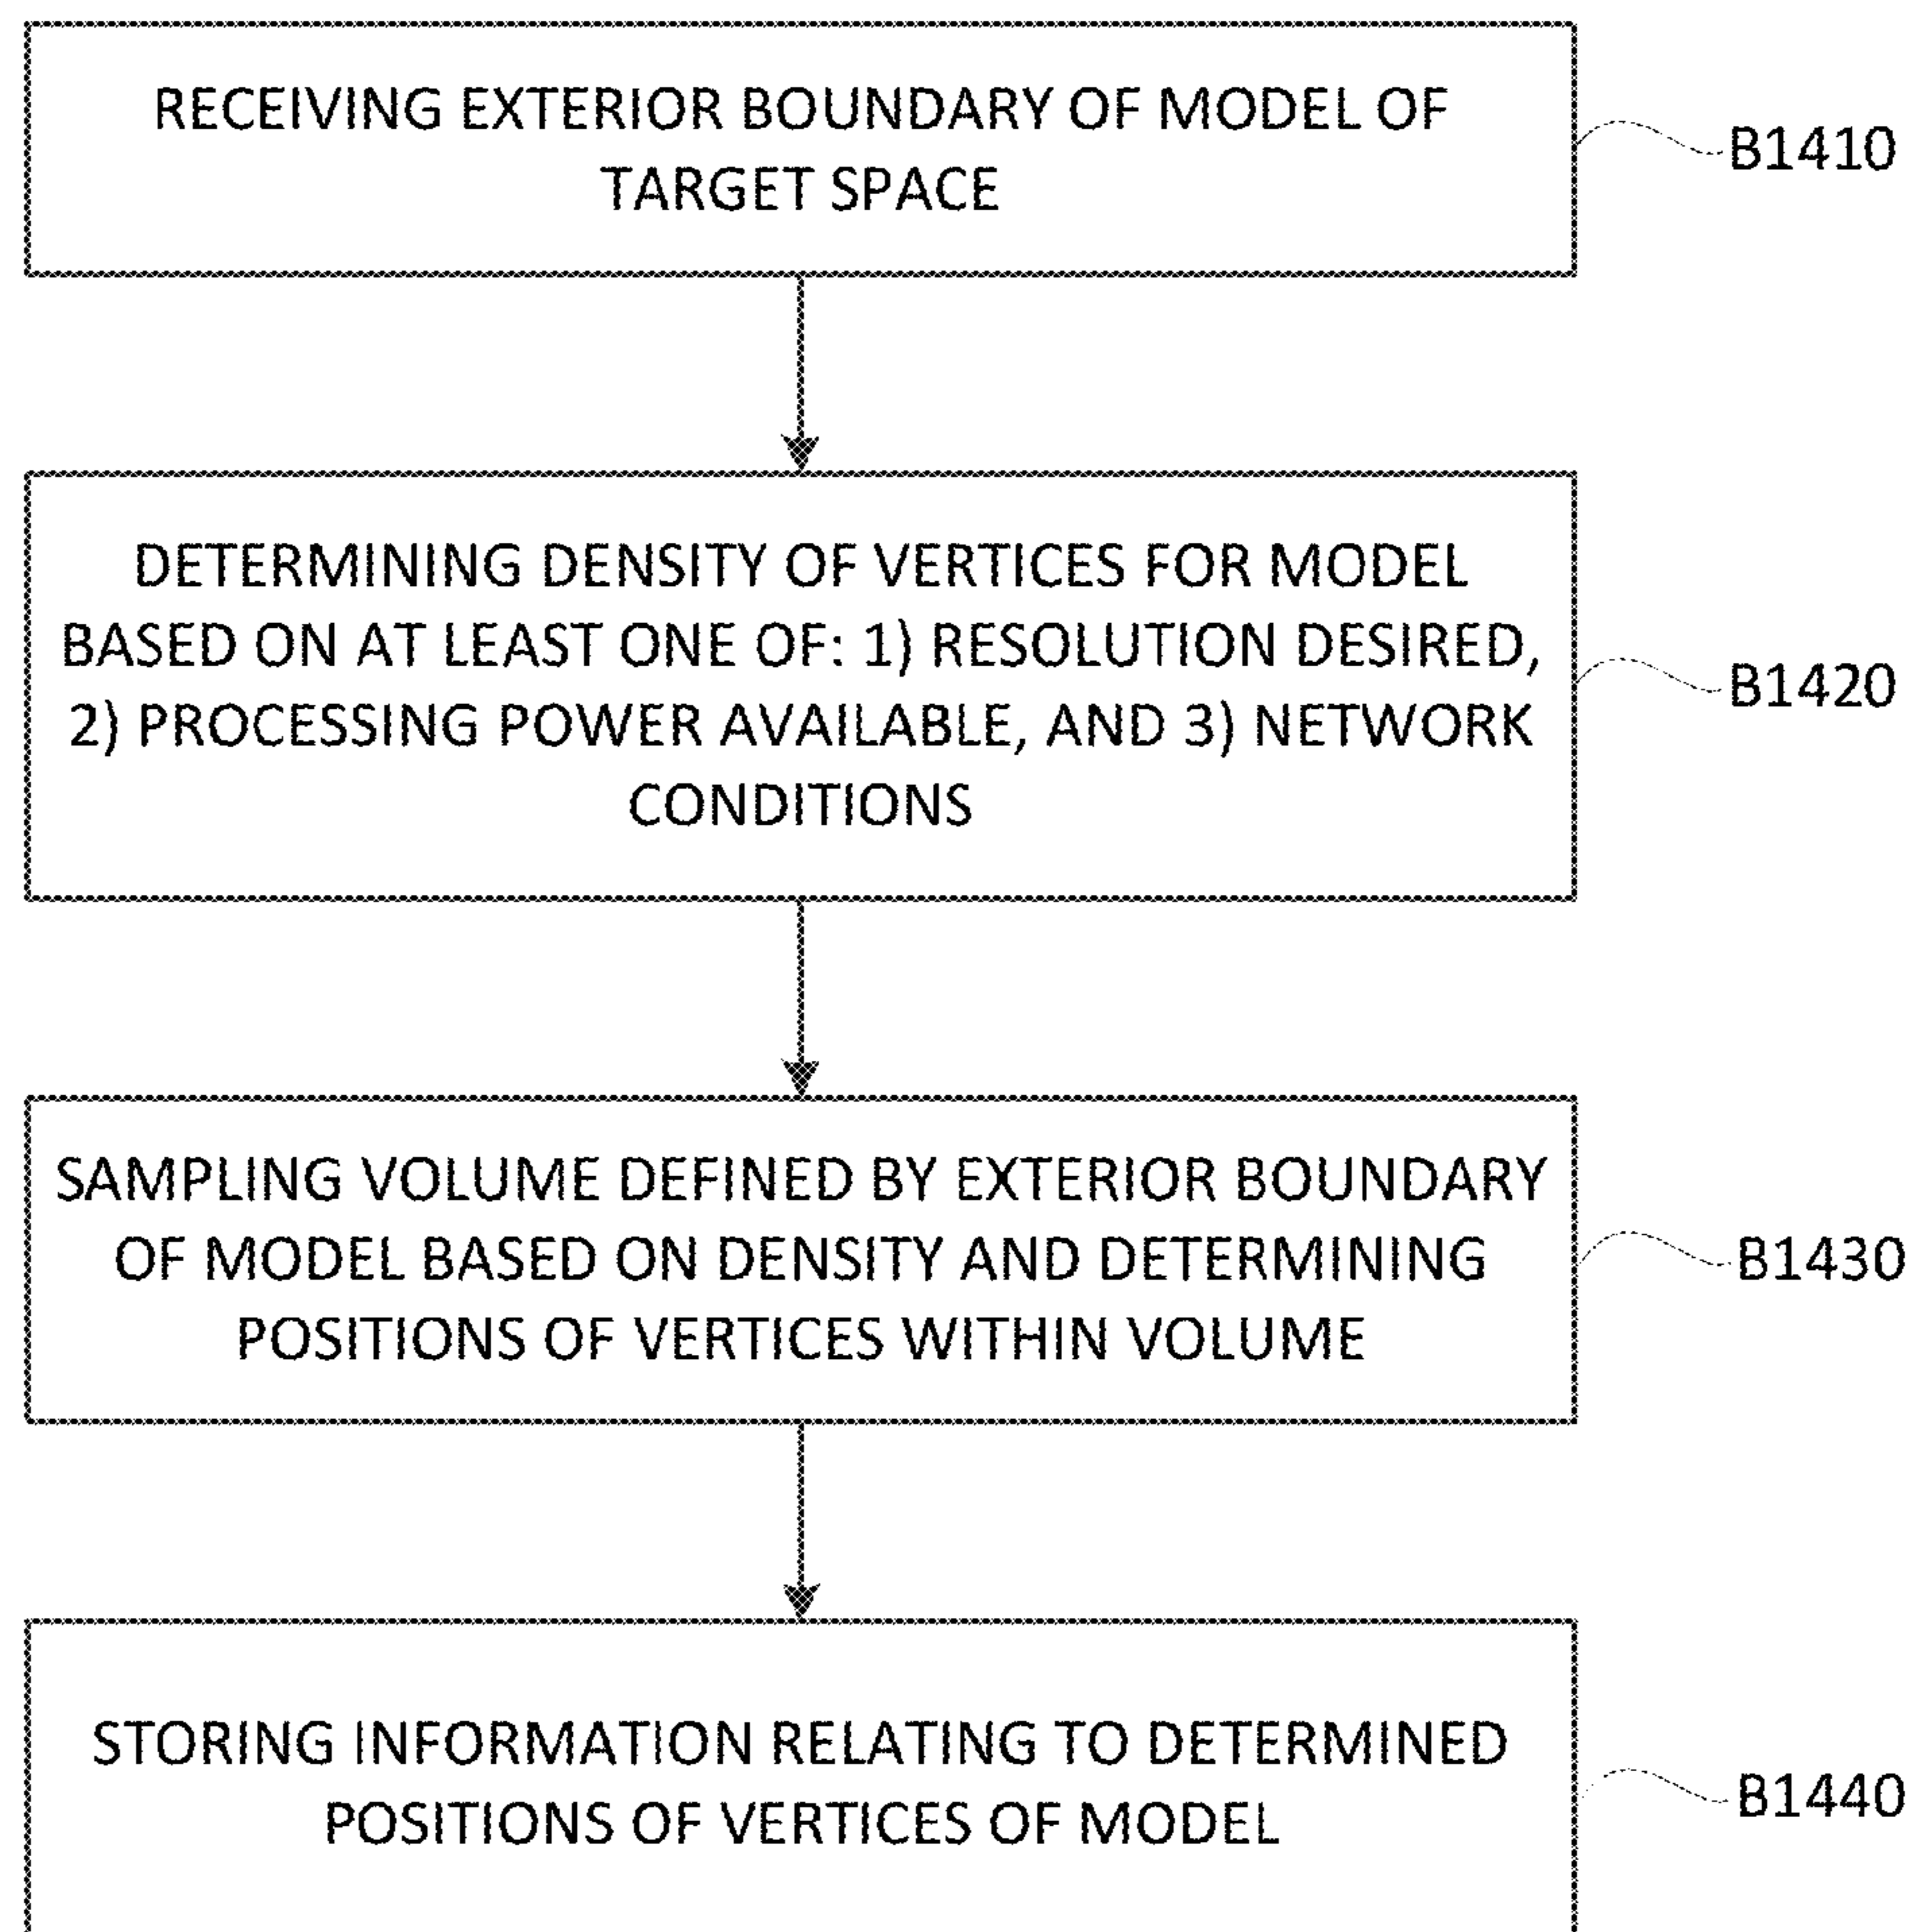 RECEIVING EXTERIOR BOUNDARY OF MODEL OF
TARGET SPACE
B1410
DETERMINING DENSITY OF VERTICES FOR MODEL
BASED ON AT LEAST ONE OF: 1) RESOLUTION DESIRED,
2) PROCESSING POWER AVAILABLE, AND 3) NETWORK
CONDITIONS
B1420
SAMPLING VOLUME DEFINED BY EXTERIOR BOUNDARY
OF MODEL BASED ON DENSITY AND DETERMINING
POSITIONS OF VERTICES WITHIN VOLUME
B1430
STORING INFORMATION RELATING TO DETERMINED
POSITIONS OF VERTICES OF MODEL
B1440